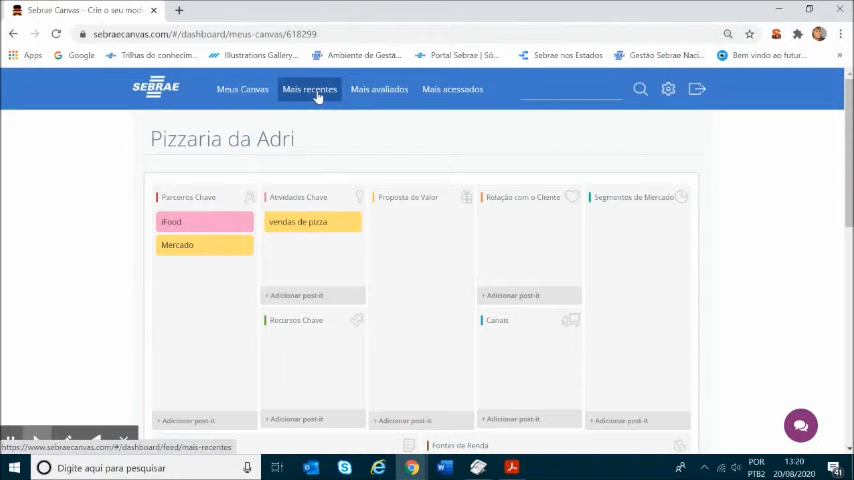 Sebrae Canvas – Crie o seu mod
sebraecanvas.com/#/dashboard/meus-canvas/618299
Apps Google Trilhas do conhecim... Illustrations Gallery... Ambiente de Gestã... Portal Sebrae | Só... Sebrae nos Estados Gestão Sebrae Naci... Bem vindo ao futur...
SEBRAE Meus Canvas Mais recentes Mais avaliados Mais acessados
Pizzaria da Adri
Parceiros Chave Atividades Chave Proposta de Valor Relação com o Cliente Segmentos de Mercado
iFood vendas de pizza
Mercado
+ Adicionar post-it + Adicionar post-it
Recursos Chave Canais
+ Adicionar post-it + Adicionar post-it + Adicionar post-it + Adicionar post-it + Adicionar post-it
Fontes de Renda
https://www.sebraecanvas.com/#/dashboard/feed/mais-recentes
Digite aqui para pesquisar
POR 13:20
PTB2 20/08/2020
41